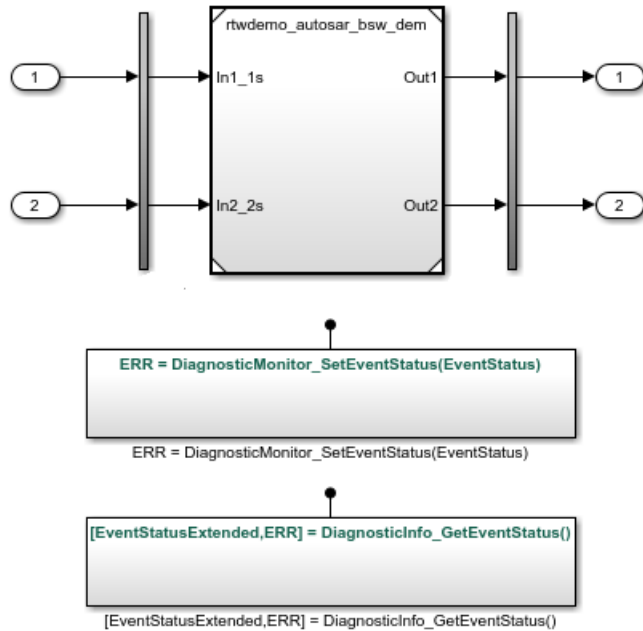 rtwdemo_autosar_bsw_dem
1 In1_1s Out1 1
2 In2_2s Out2 2
ERR = DiagnosticMonitor_SetEventStatus(EventStatus)
ERR = DiagnosticMonitor_SetEventStatus(EventStatus)
[EventStatusExtended,ERR] = DiagnosticInfo_GetEventStatus()
[EventStatusExtended,ERR] = DiagnosticInfo_GetEventStatus()